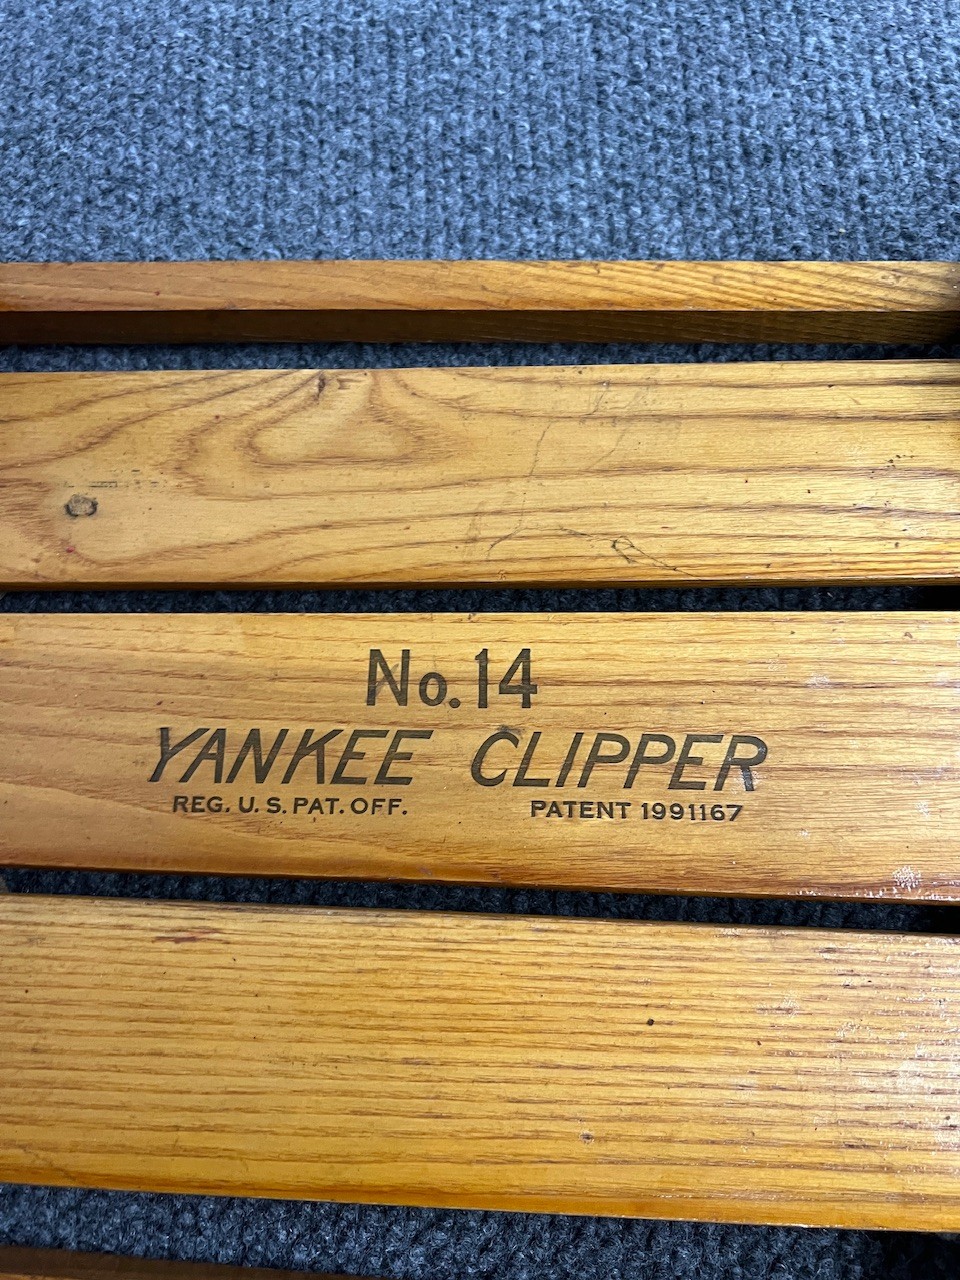 No. 14
YANKEE CLIPPER
REG. U. S. PAT. OFF. PATENT 1991167